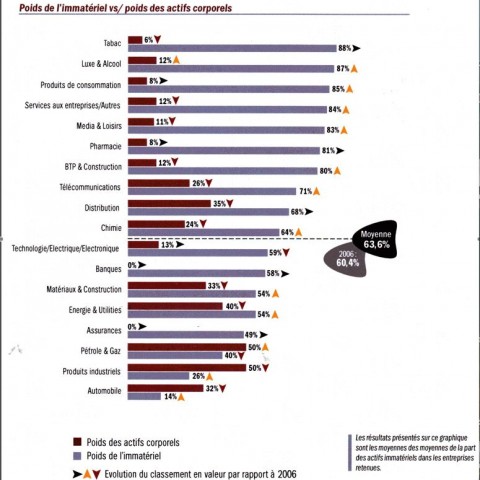 Poids de l'immatériel vs/ poids des actifs corporels
Tabac 6% 88%
Luxe & Alcool 12% 87%
Produits de consommation 8% 85%
Services aux entreprises/Autres 12% 84%
Media & Loisirs 11% 83%
Pharmacie 8% 81%
BTP & Construction 12% 80%
Télécommunications 26% 71%
Distribution 35% 68%
Chimie 24% 64%
Moyenne
63,6%
Technologie/Electrique/Electronique 13% 59%
2006 :
60,4%
Banques 0% 58%
Matériaux & Construction 33% 54%
Energie & Utilities 40% 54%
Assurances 0% 49%
Pétrole & Gaz 50% 40%
Produits industriels 50% 26%
Automobile 32% 14%
Poids des actifs corporels
Poids de l'immatériel
Evolution du classement en valeur par rapport à 2006
Les résultats présentés sur ce graphique
sont les moyennes des moyennes de la part
des actifs immatériels dans les entreprises
retenues.